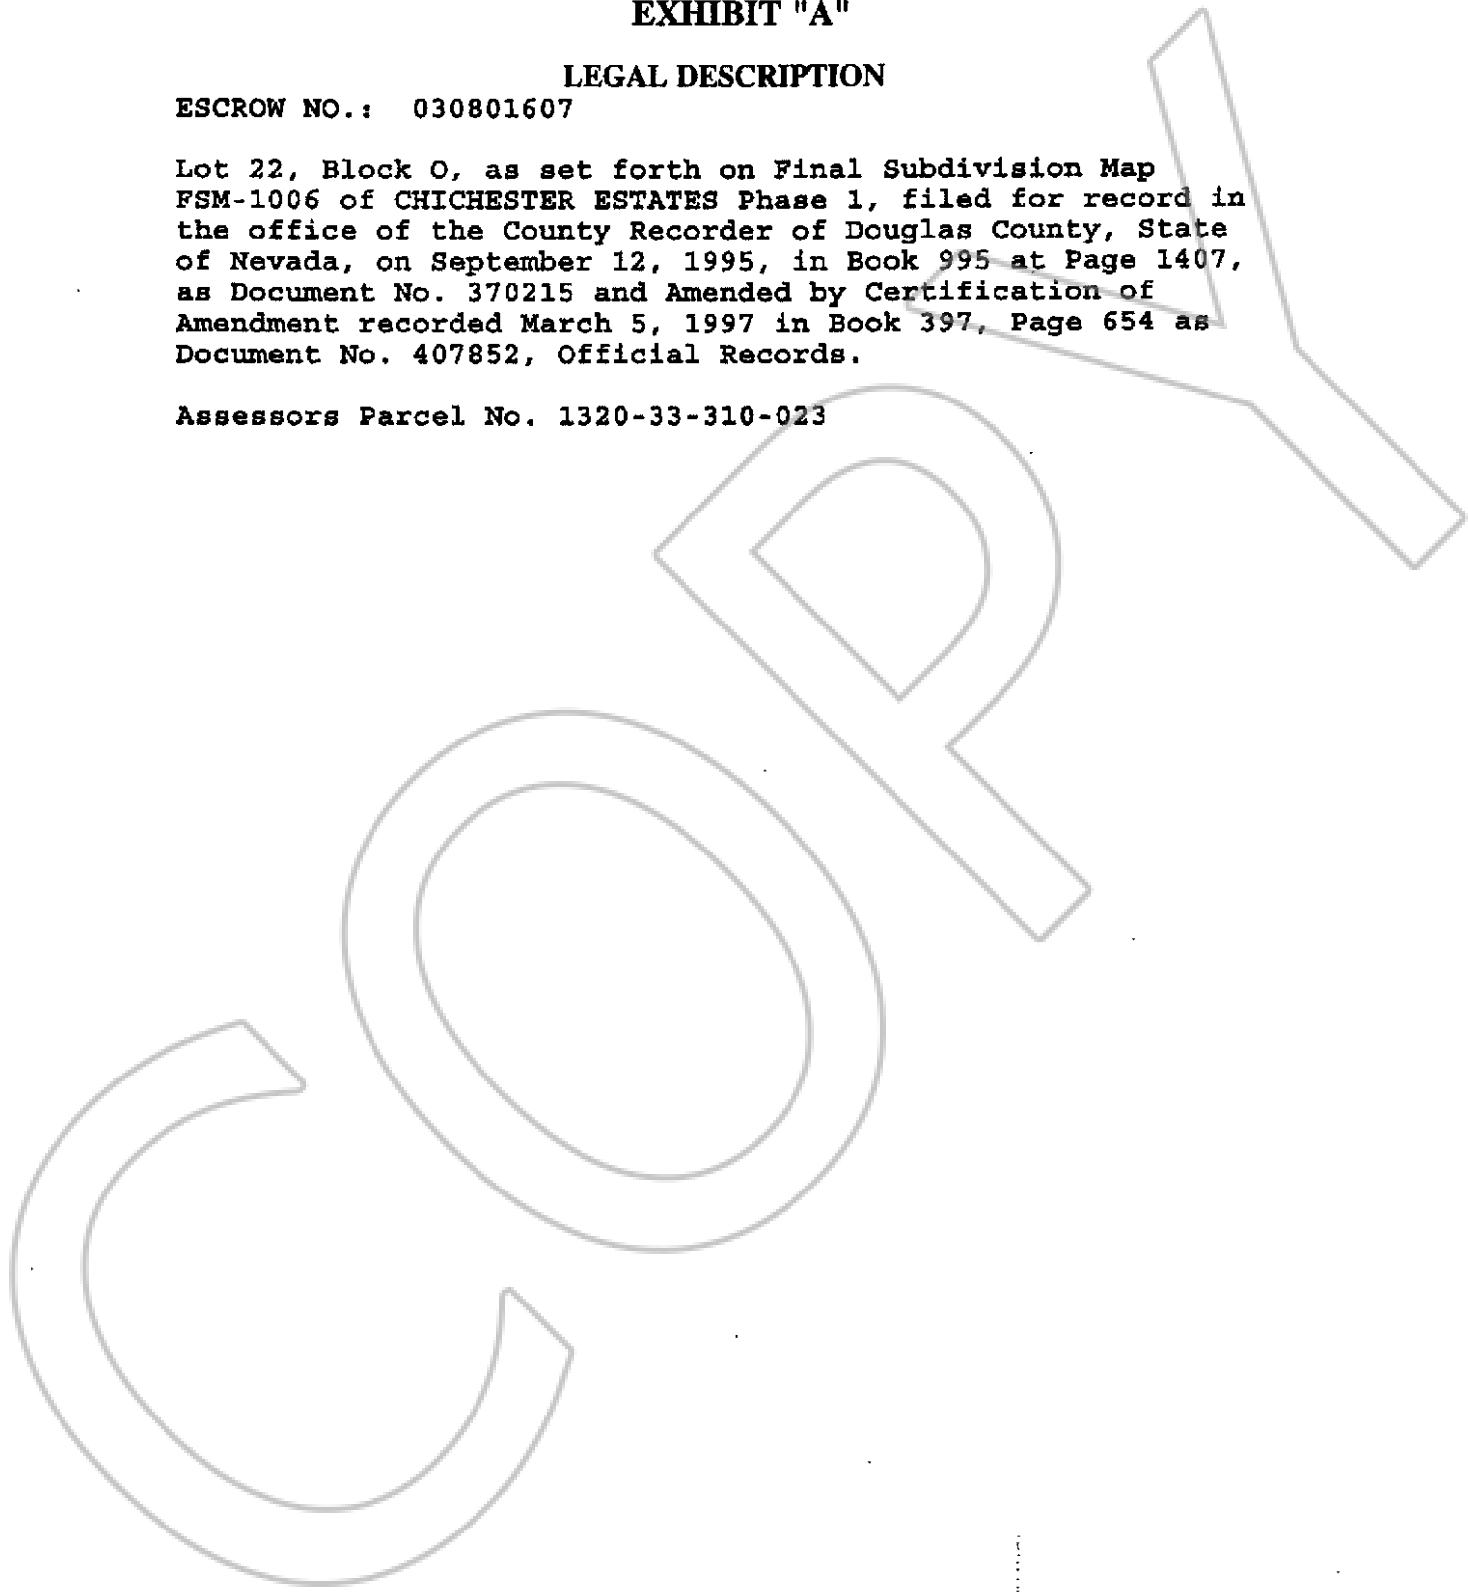 EXHIBIT "A"
LEGAL DESCRIPTION
ESCROW NO.: 030801607
Lot 22, Block O, as set forth on Final Subdivision Map
FSM-1006 of CHICHESTER ESTATES Phase 1, filed for record in
the office of the County Recorder of Douglas County, State
of Nevada, on September 12, 1995, in Book 995 at Page 1407,
as Document No. 370215 and Amended by Certification of
Amendment recorded March 5, 1997 in Book 397, Page 654 as
Document No. 407852, Official Records.
Assessors Parcel No. 1320-33-310-023
COPY